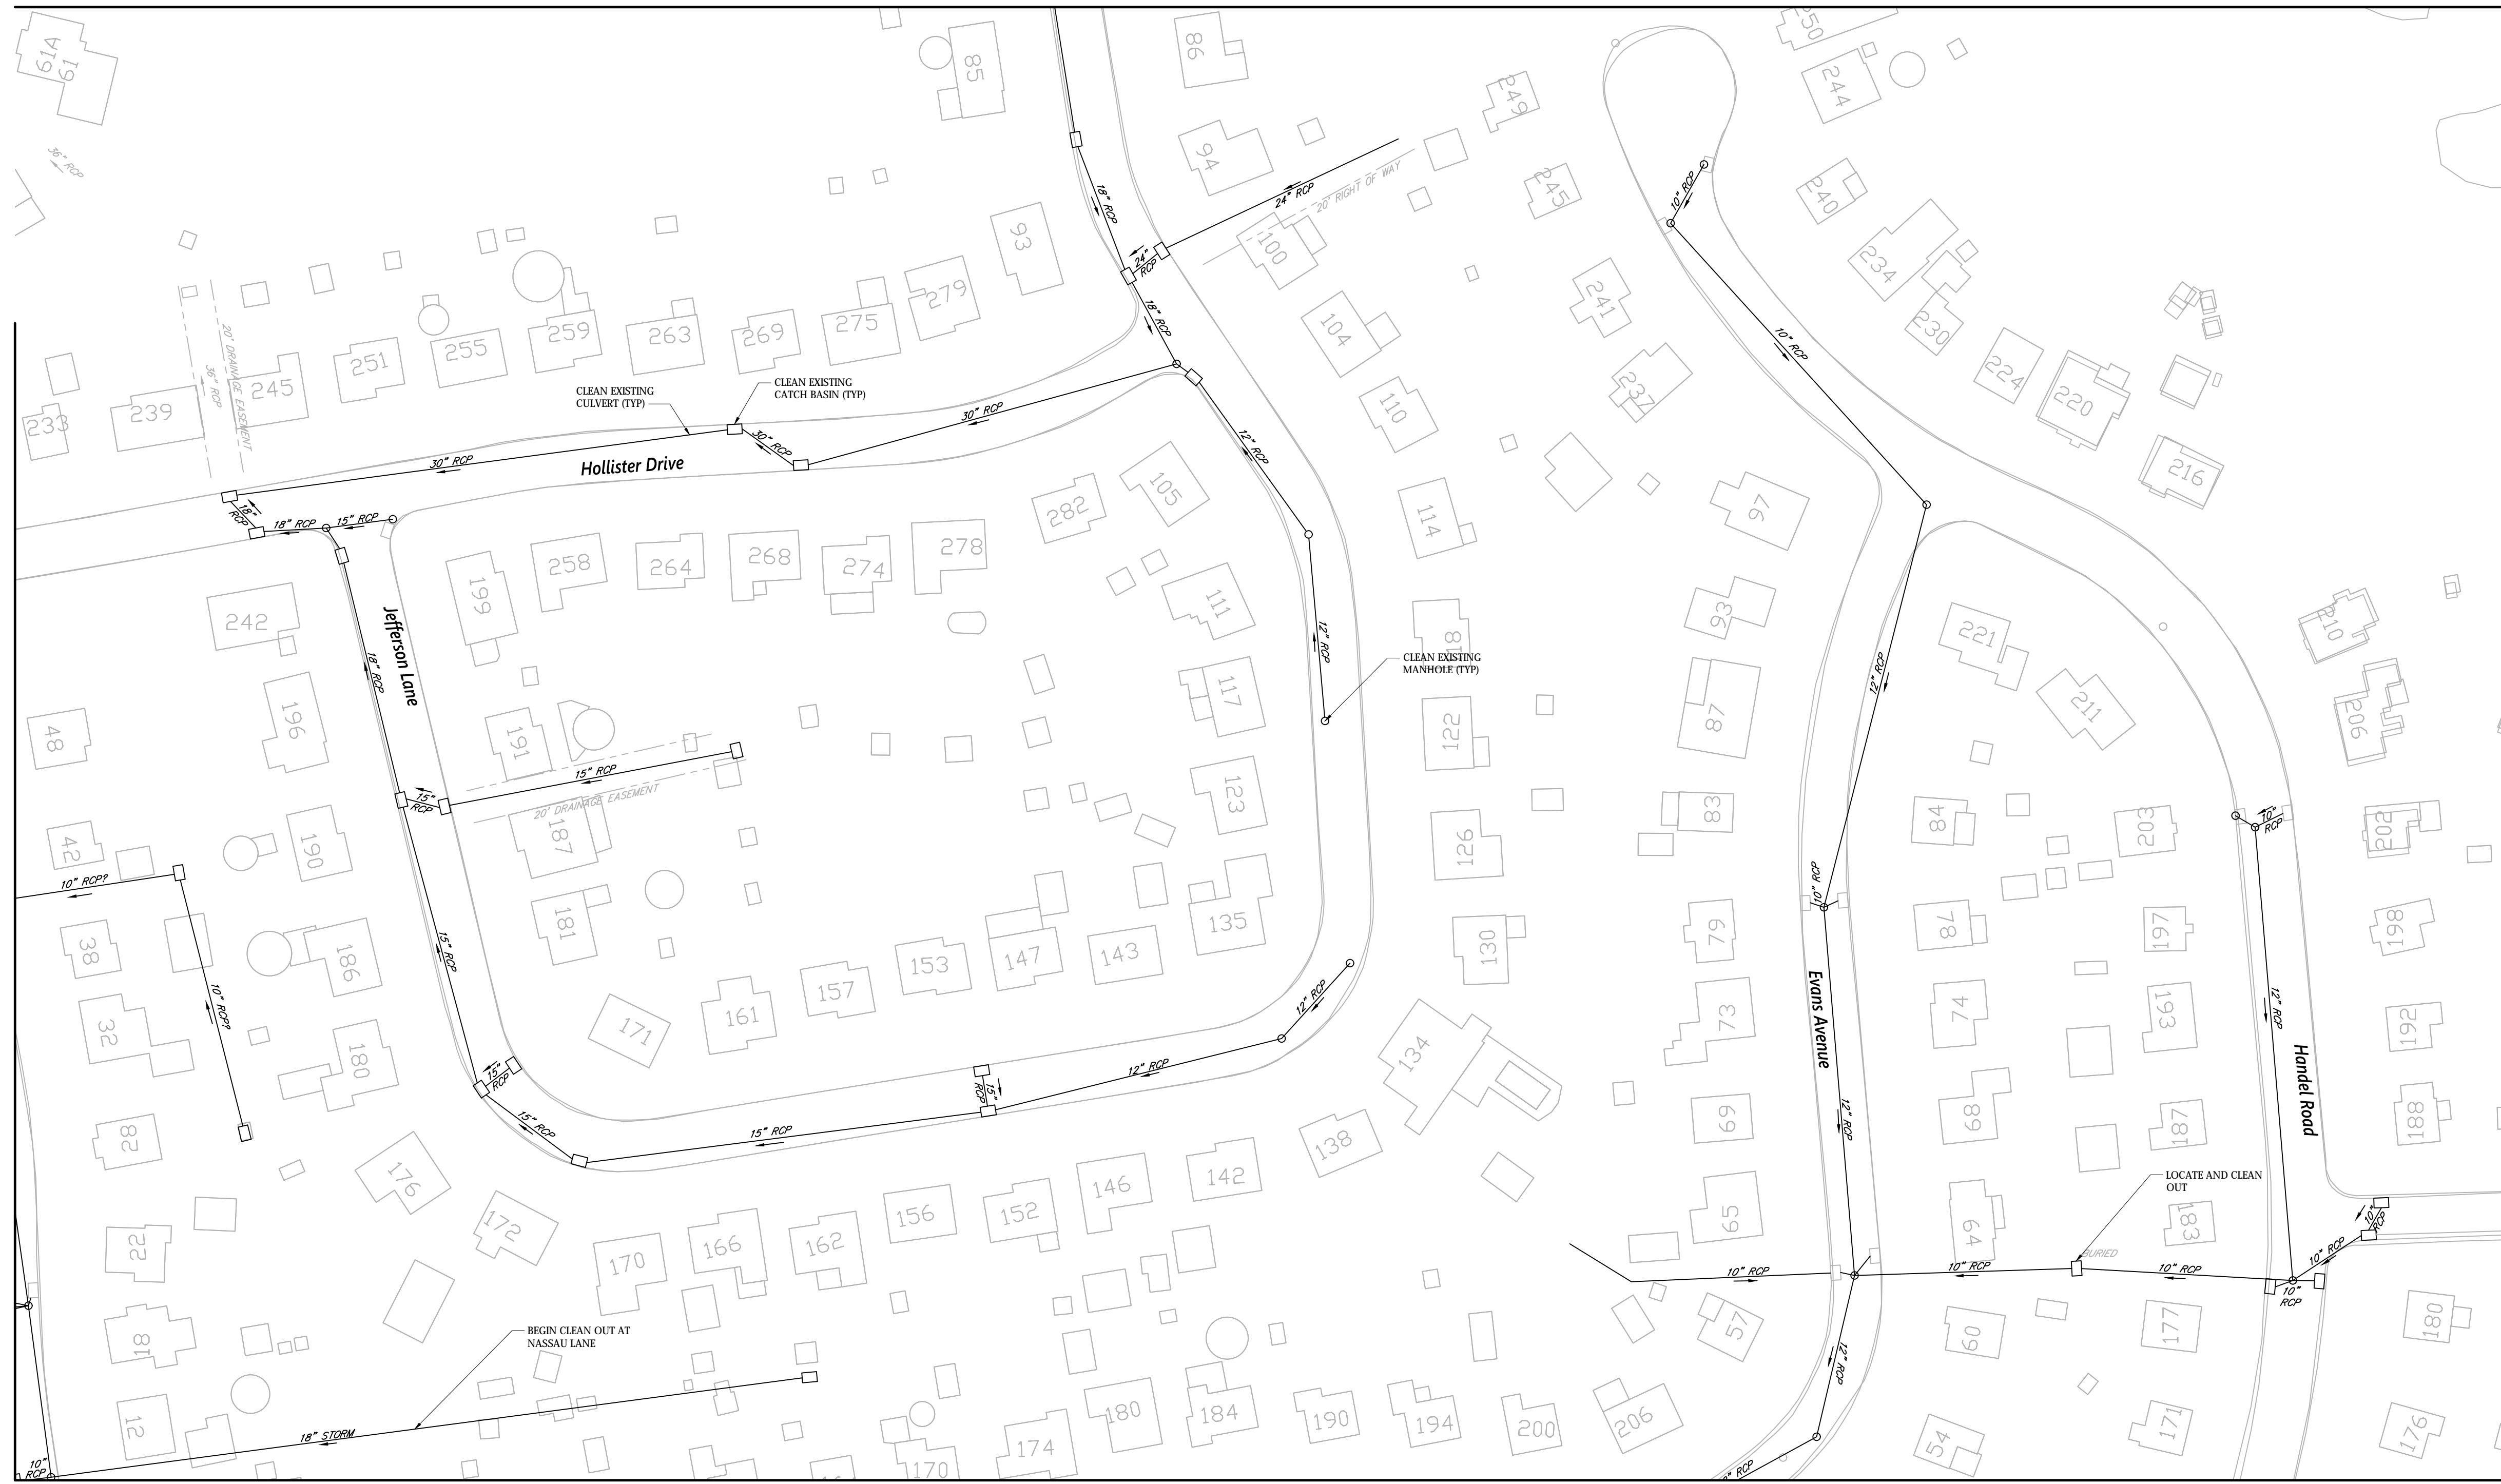 61A
61
36" RCP
85
86
94
18" RCP
24" RCP
20' RIGHT OF WAY
24"
RCP
100
93
279
275
269
263
259
255
251
245
239
233
20' DRAINAGE EASEMENT
36" RCP
18" RCP
104
110
114
118
122
126
130
134
138
249
245
241
237
250
244
240
234
230
224
220
216
210
206
202
198
192
188
180
176
10" RCP
10" RCP
CLEAN EXISTING
CULVERT (TYP)
CLEAN EXISTING
CATCH BASIN (TYP)
30" RCP
30" RCP
30" RCP
Hollister Drive
12" RCP
12" RCP
18"
RCP
18" RCP
15" RCP
CLEAN EXISTING
MANHOLE (TYP)
242
196
190
186
180
176
172
170
166
162
156
152
146
142
Jefferson Lane
18" RCP
199
258
264
268
274
278
282
105
111
117
123
135
143
147
153
157
161
171
181
187
191
15" RCP
20' DRAINAGE EASEMENT
15"
RCP
15" RCP
15"
RCP
15" RCP
15" RCP
15"
RCP
12" RCP
12" RCP
48
42
38
32
28
22
18
12
10" RCP?
10" RCP?
97
93
87
83
79
73
69
65
57
12" RCP
10" RCP
Evans Avenue
12" RCP
221
211
203
197
193
187
183
177
171
84
78
74
68
64
60
54
10"
RCP
12" RCP
Handel Road
LOCATE AND CLEAN
OUT
BURIED
10"
RCP
10" RCP
10" RCP
10" RCP
10" RCP
10"
RCP
12" RCP
BEGIN CLEAN OUT AT
NASSAU LANE
18" STORM
10"
RCP
170
174
180
184
190
194
200
206
" RCP